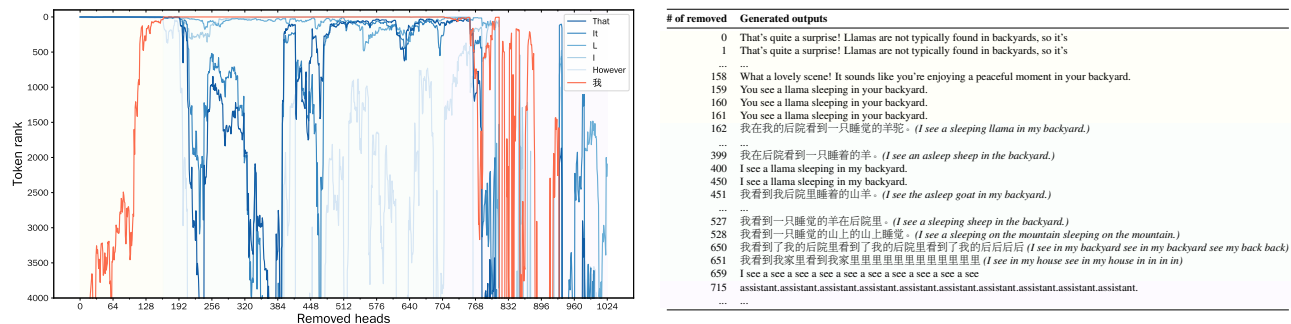 0
500
1000
1500
2000
2500
3000
3500
4000
Token rank
0 64 128 192 256 320 384 448 512 576 640 704 768 832 896 960 1024
Removed heads
That
It
L
I
However
我
# of removed Generated outputs
0 That's quite a surprise! Llamas are not typically found in backyards, so it's
1 That's quite a surprise! Llamas are not typically found in backyards, so it's
... ...
158 What a lovely scene! It sounds like you're enjoying a peaceful moment in your backyard.
159 You see a llama sleeping in your backyard.
160 You see a llama sleeping in your backyard.
161 You see a llama sleeping in your backyard.
162 我在我的后院看到一只睡觉的羊驼。(I see a sleeping llama in my backyard.)
... ...
399 我在后院看到一只睡着的羊。(I see an asleep sheep in the backyard.)
400 I see a llama sleeping in my backyard.
450 I see a llama sleeping in my backyard.
451 我看到我后院里睡着的山羊。(I see the asleep goat in my backyard.)
... ...
527 我看到一只睡觉的羊在后院里。(I see a sleeping sheep in the backyard.)
528 我看到一只睡觉的山上的山上睡觉。(I see a sleeping on the mountain sleeping on the mountain.)
650 我看到了我的后院里看到了我的后院里看到了我的后后后后 (I see in my backyard see in my backyard see my back back)
651 我看到我家里看到我家里里里里里里里里里里里里里 (I see in my house see in my house in in in in)
659 I see a see a see a see a see a see a see a see a see a see
715 assistant.assistant.assistant.assistant.assistant.assistant.assistant.assistant.assistant.assistant.
... ...